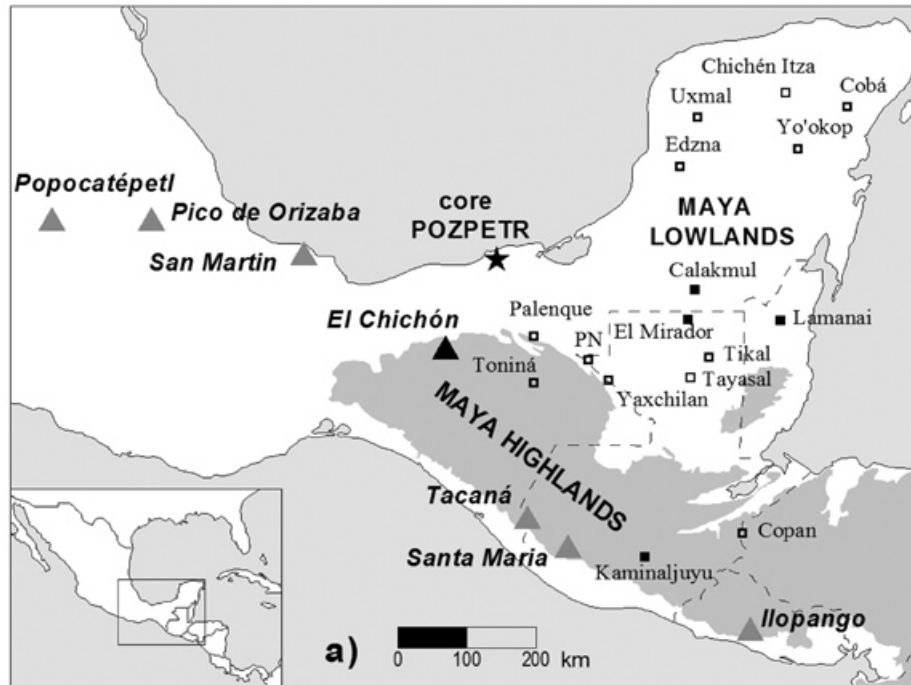 Chichén Itza
Cobá
Uxmal
Yo'okop
Edzna
Popocatépetl
Pico de Orizaba
core
POZPETR
MAYA
LOWLANDS
San Martin
Calakmul
El Chichón
Palenque
El Mirador
Lamanai
PN
Tikal
Toniná
Tayasal
Yaxchilan
MAYA HIGHLANDS
Tacaná
Copan
Santa Maria
Kaminaljuyu
Ilopango
a)
0 100 200 km